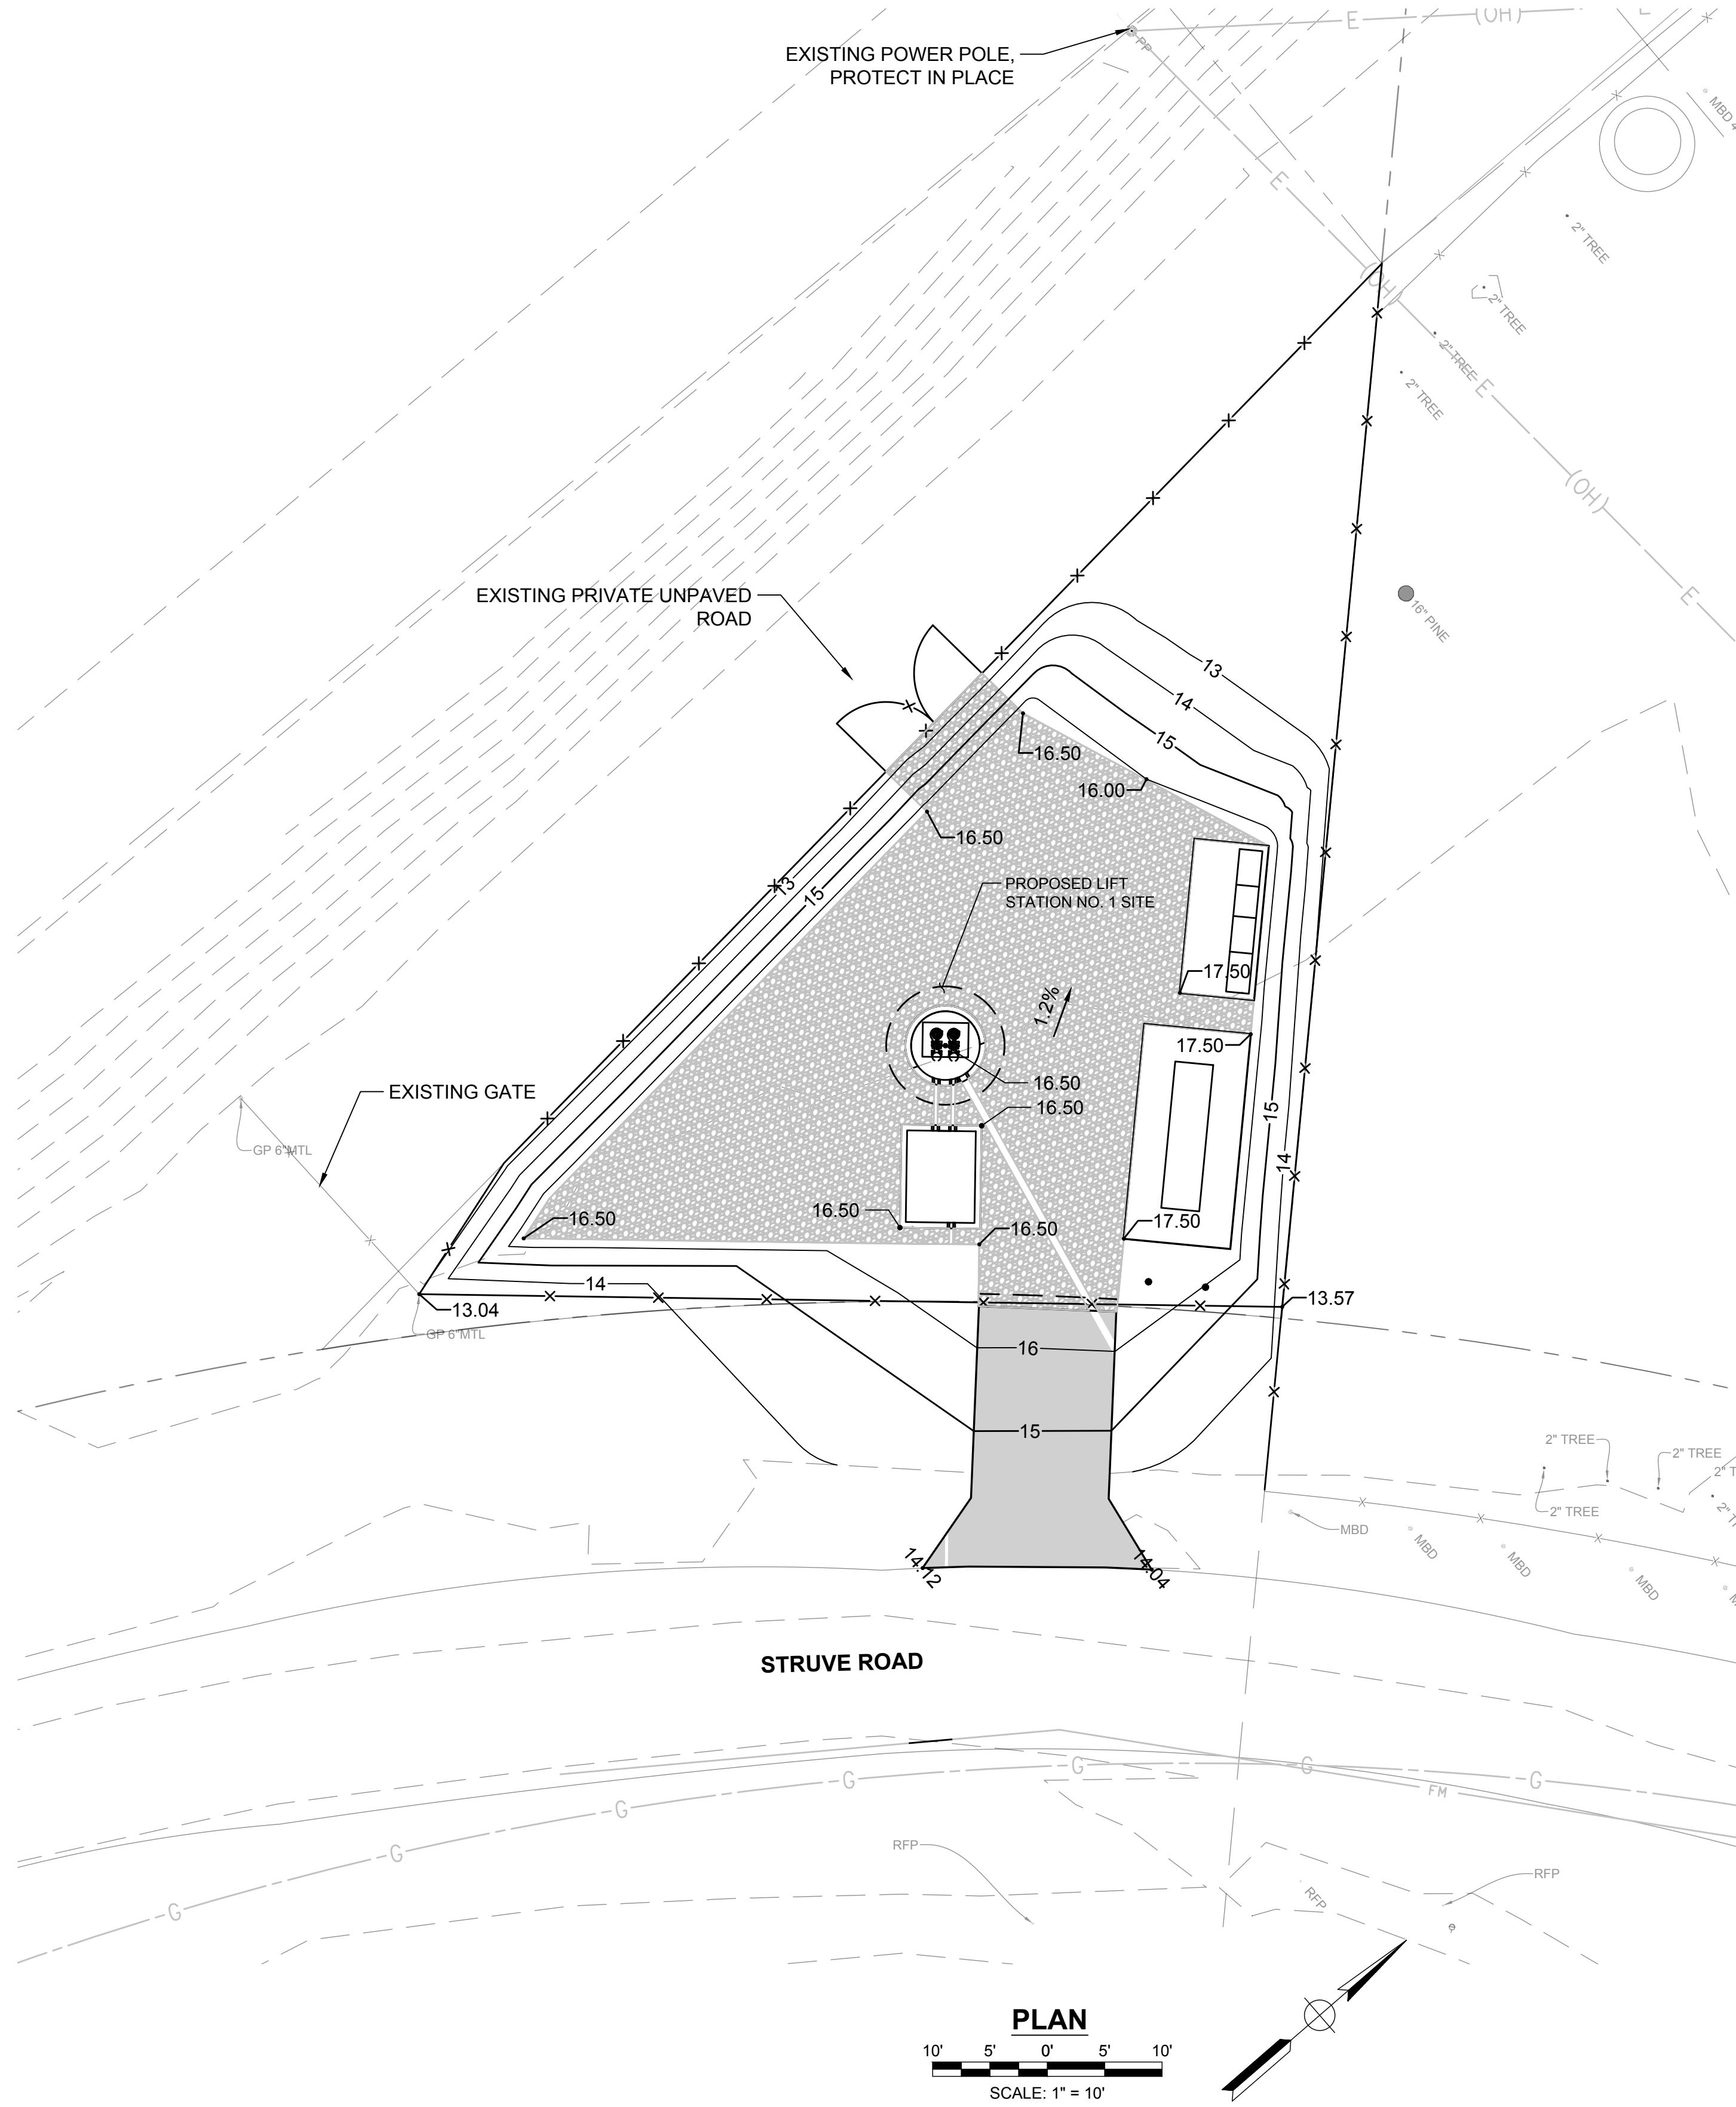 E
(OH)
EXISTING POWER POLE,
PROTECT IN PLACE
PP
E
(OH)
2" TREE
2" TREE
2" TREE
2" TREE
E
(OH)
E
EXISTING PRIVATE UNPAVED
ROAD
16" PINE
13
14
15
16.50
16.00
16.50
13
15
PROPOSED LIFT
STATION NO. 1 SITE
17.50
1.2%
17.50
16.50
16.50
EXISTING GATE
GP 6"MTL
15
14
16.50
16.50
16.50
17.50
14
13.04
13.57
GP 6"MTL
16
15
2" TREE
2" TREE
2" TREE
MBD
MBD
MBD
MBD
14.12
14.04
STRUVE ROAD
G
G
G
G
G
G
G
FM
RFP
RFP
RFP
PLAN
10' 5' 0' 5' 10'
SCALE: 1" = 10'